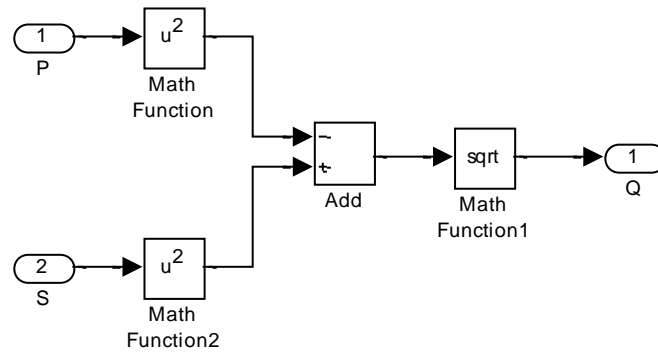 1
P
u²
Math
Function
-
+
Add
sqrt
Math
Function1
1
Q
2
S
u²
Math
Function2